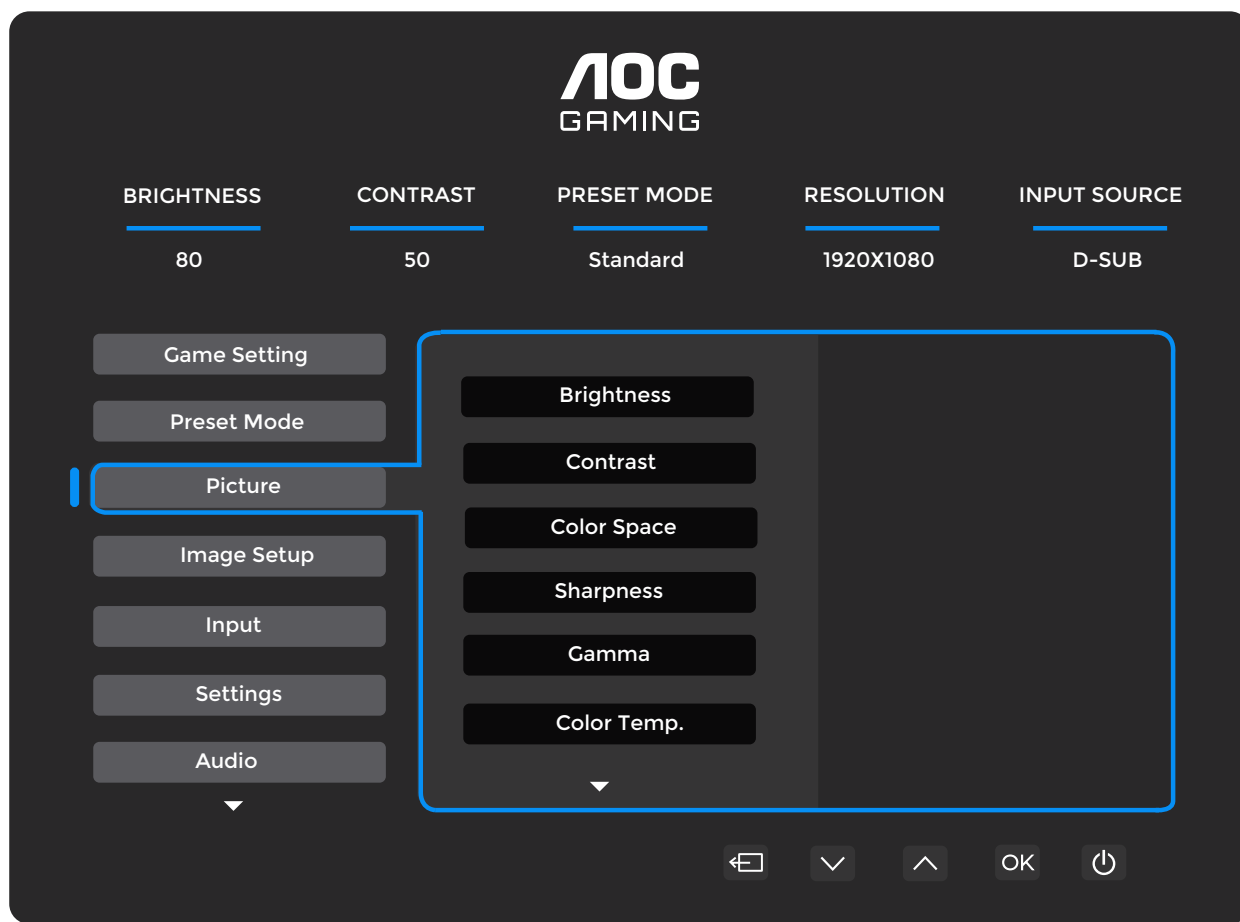 AOC
GAMING
BRIGHTNESS CONTRAST PRESET MODE RESOLUTION INPUT SOURCE
80 50 Standard 1920X1080 D-SUB
Game Setting
Preset Mode
Picture
Image Setup
Input
Settings
Audio
Brightness
Contrast
Color Space
Sharpness
Gamma
Color Temp.
OK